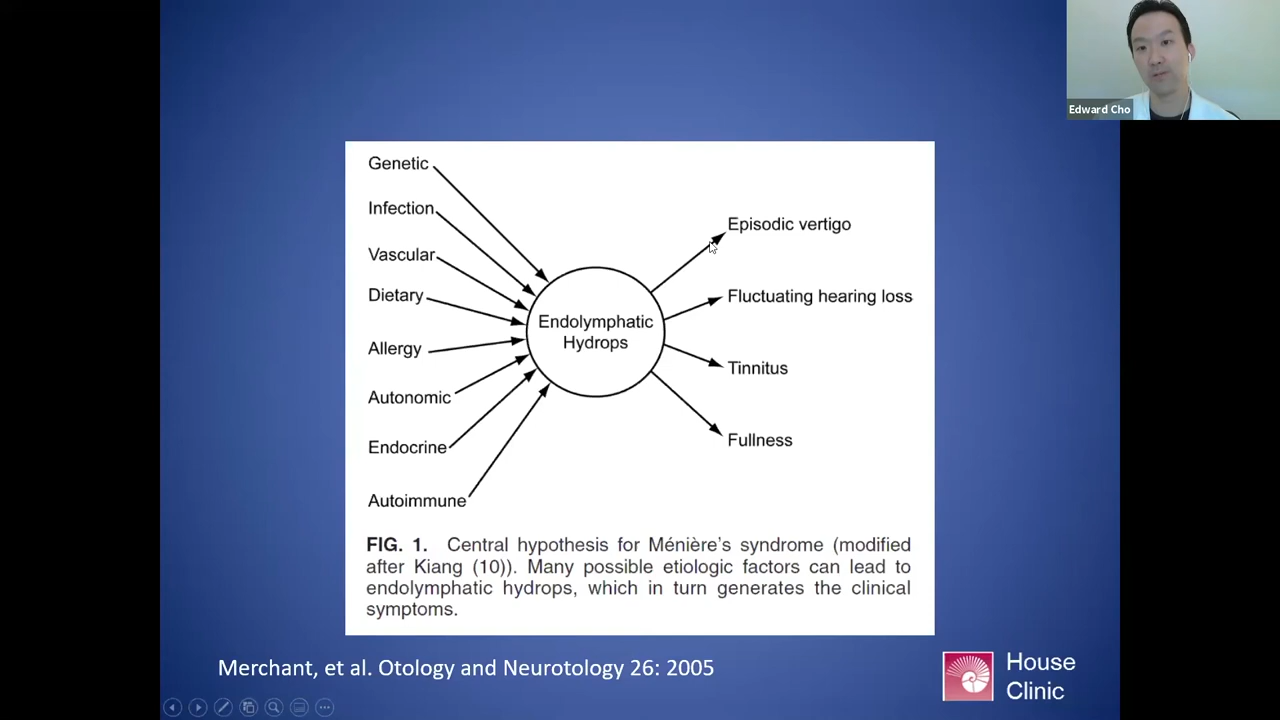 Edward Cho
Genetic
Infection
Vascular
Dietary
Allergy
Autonomic
Endocrine
Autoimmune
Endolymphatic
Hydrops
Episodic vertigo
Fluctuating hearing loss
Tinnitus
Fullness
FIG. 1. Central hypothesis for Ménière's syndrome (modified
after Kiang (10)). Many possible etiologic factors can lead to
endolymphatic hydrops, which in turn generates the clinical
symptoms.
Merchant, et al. Otology and Neurotology 26: 2005
House
Clinic